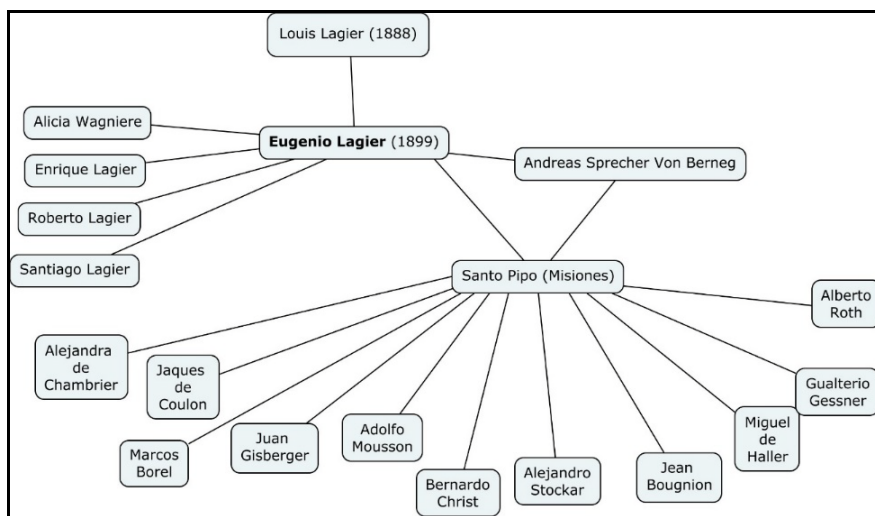 Louis Lagier (1888)
Alicia Wagniere
Eugenio Lagier (1899)
Andreas Sprecher Von Berneg
Enrique Lagier
Roberto Lagier
Santiago Lagier
Santo Pipo (Misiones)
Alberto
Roth
Alejandra
de
Chambrier
Jaques
de
Coulon
Gualterio
Gessner
Marcos
Borel
Juan
Gisberger
Adolfo
Mousson
Miguel
de
Haller
Bernardo
Christ
Alejandro
Stockar
Jean
Bougnion